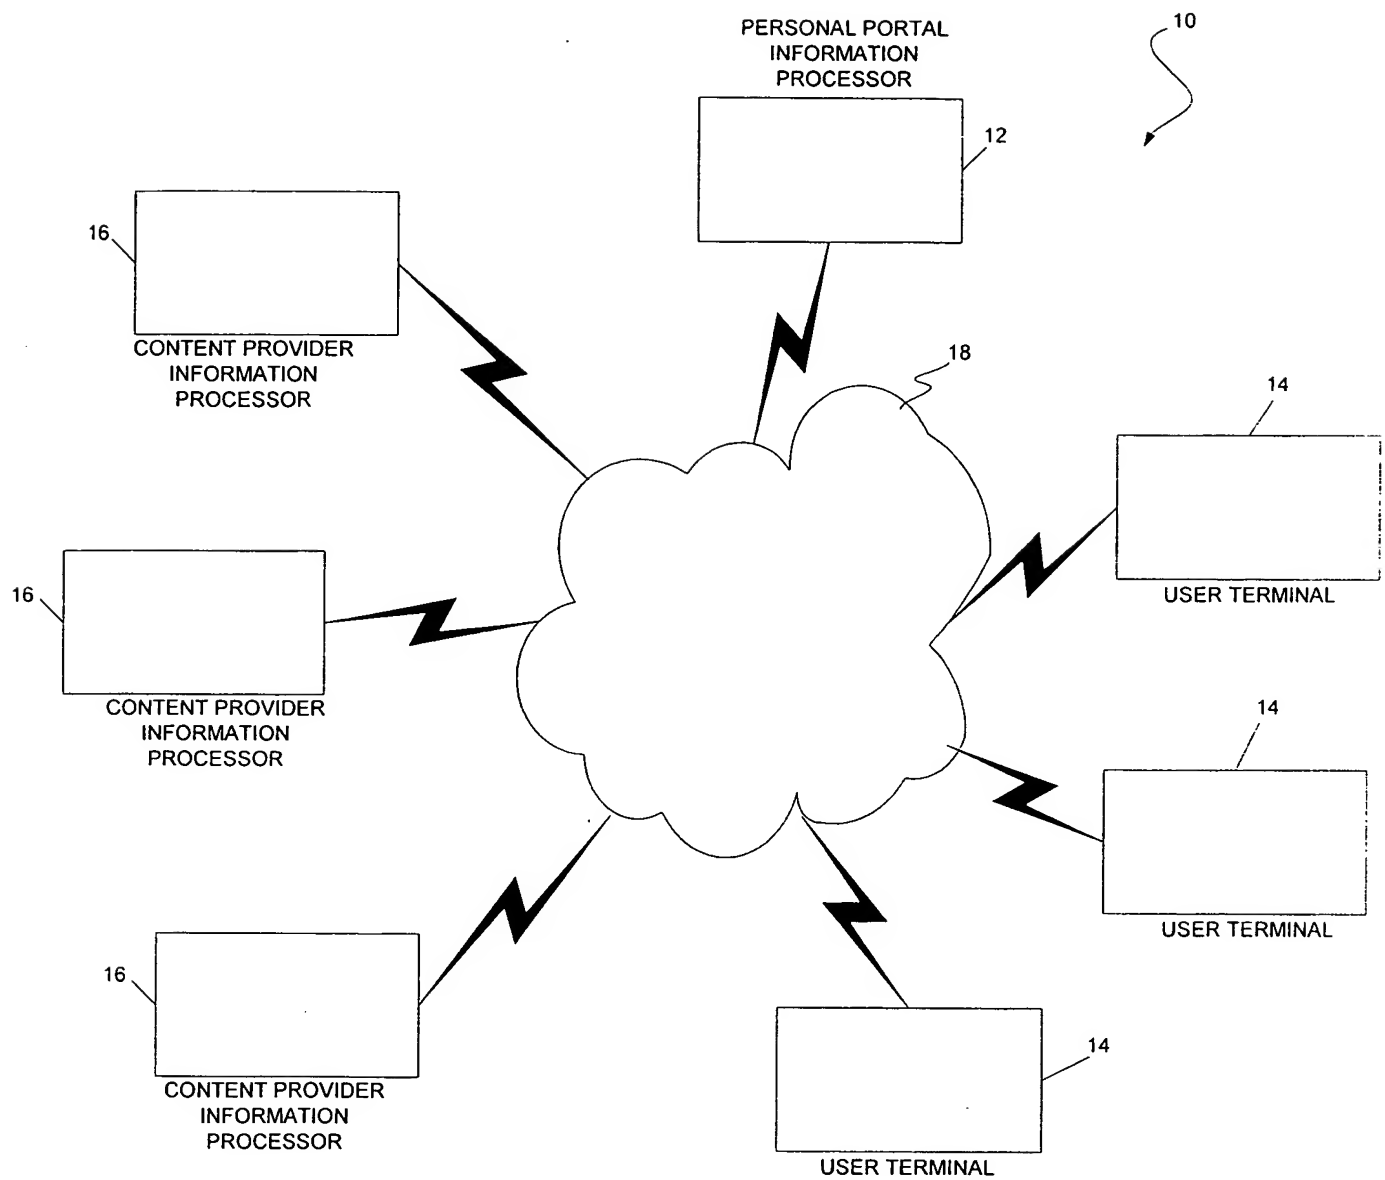 10
PERSONAL PORTAL
INFORMATION
PROCESSOR
12
16
CONTENT PROVIDER
INFORMATION
PROCESSOR
18
14
USER TERMINAL
16
CONTENT PROVIDER
INFORMATION
PROCESSOR
14
USER TERMINAL
16
CONTENT PROVIDER
INFORMATION
PROCESSOR
14
USER TERMINAL